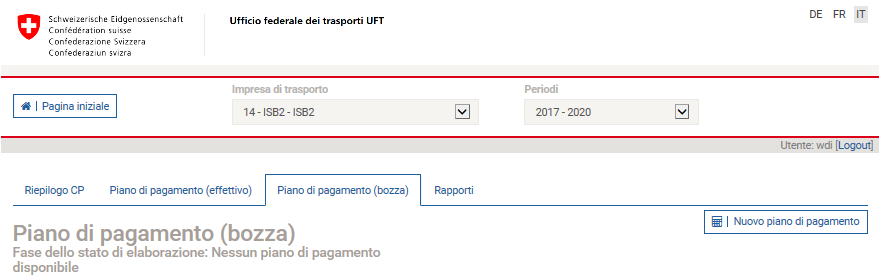 Schweizerische Eidgenossenschaft
Confédération suisse
Confederazione Svizzera
Confederaziun svizra
Ufficio federale dei trasporti UFT
DE FR IT
Pagina iniziale
Impresa di trasporto
14 - ISB2 - ISB2
Periodi
2017 - 2020
Utente: wdi [Logout]
Riepilogo CP Piano di pagamento (effettivo) Piano di pagamento (bozza) Rapporti
Nuovo piano di pagamento
Piano di pagamento (bozza)
Fase dello stato di elaborazione: Nessun piano di pagamento
disponibile